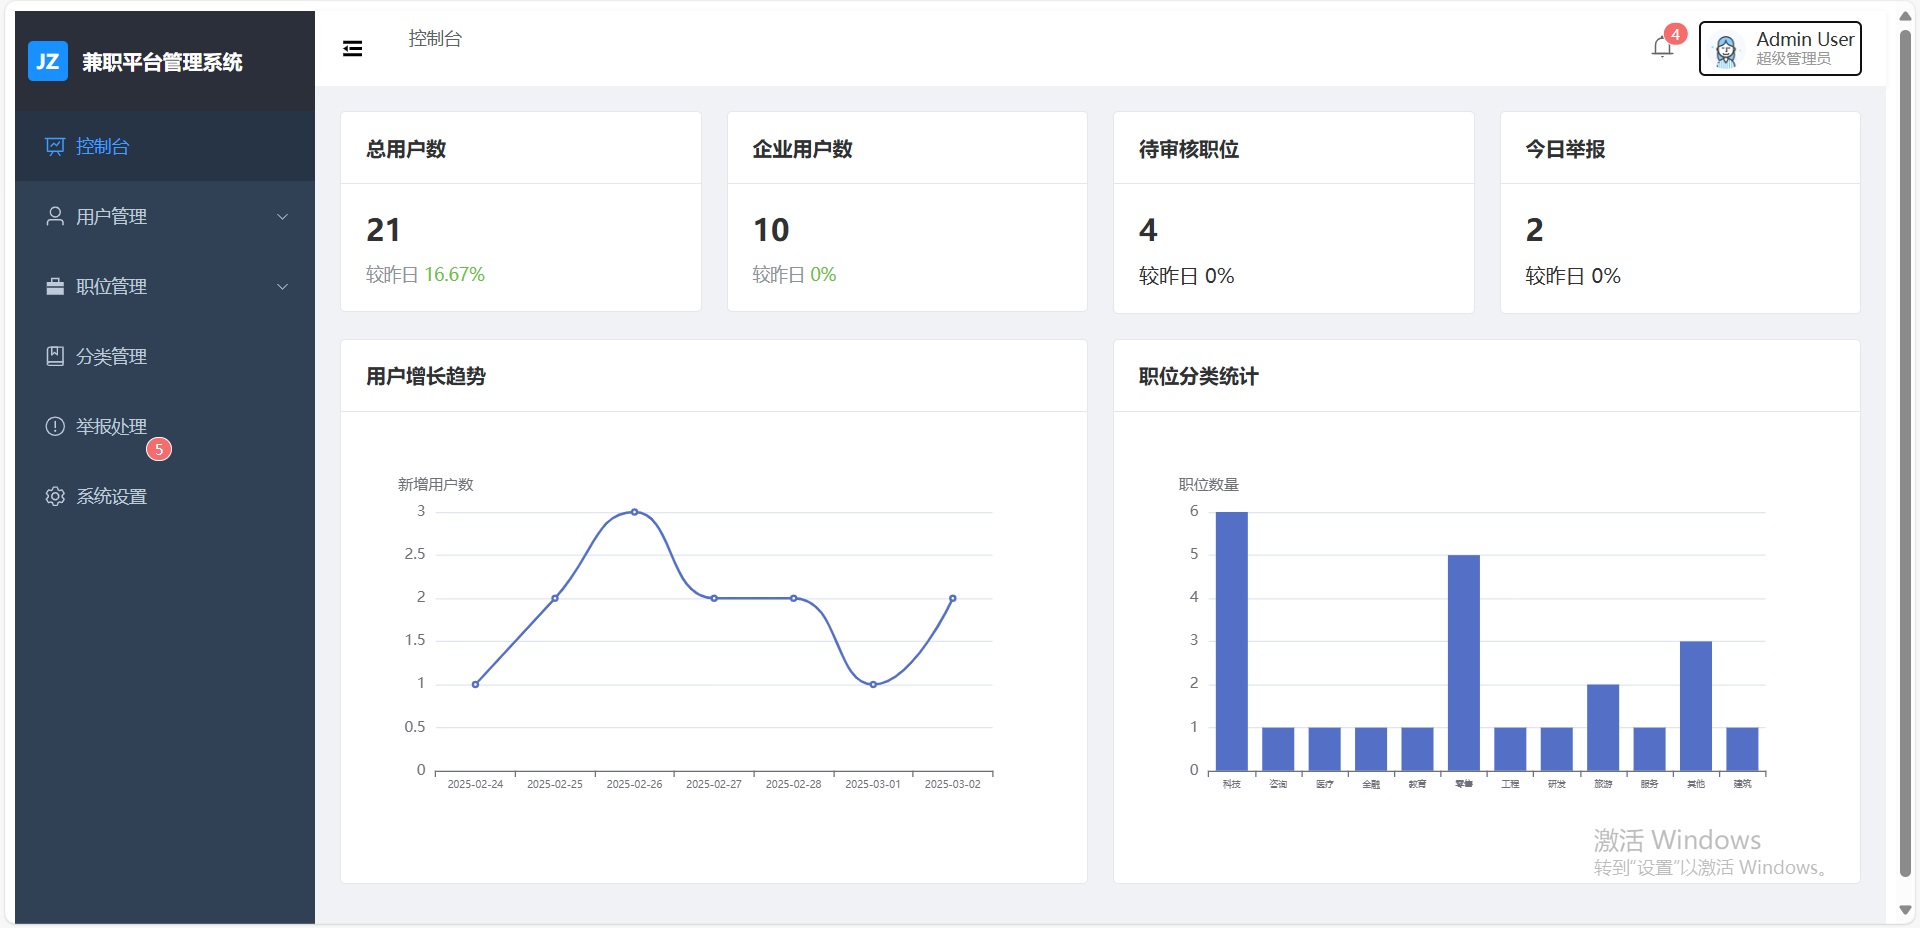 JZ 兼职平台管理系统
控制台
用户管理
职位管理
分类管理
举报处理
5
系统设置
控制台
4
Admin User
超级管理员
总用户数
21
较昨日 16.67%
企业用户数
10
较昨日 0%
待审核职位
4
较昨日 0%
今日举报
2
较昨日 0%
用户增长趋势
新增用户数
3
2.5
2
1.5
1
0.5
0
2025-02-24 2025-02-25 2025-02-26 2025-02-27 2025-02-28 2025-03-01 2025-03-02
职位分类统计
职位数量
6
5
4
3
2
1
0
科技 咨询 医疗 金融 教育 零售 工程 研发 旅游 服务 其他 建筑
激活 Windows
转到“设置”以激活 Windows。